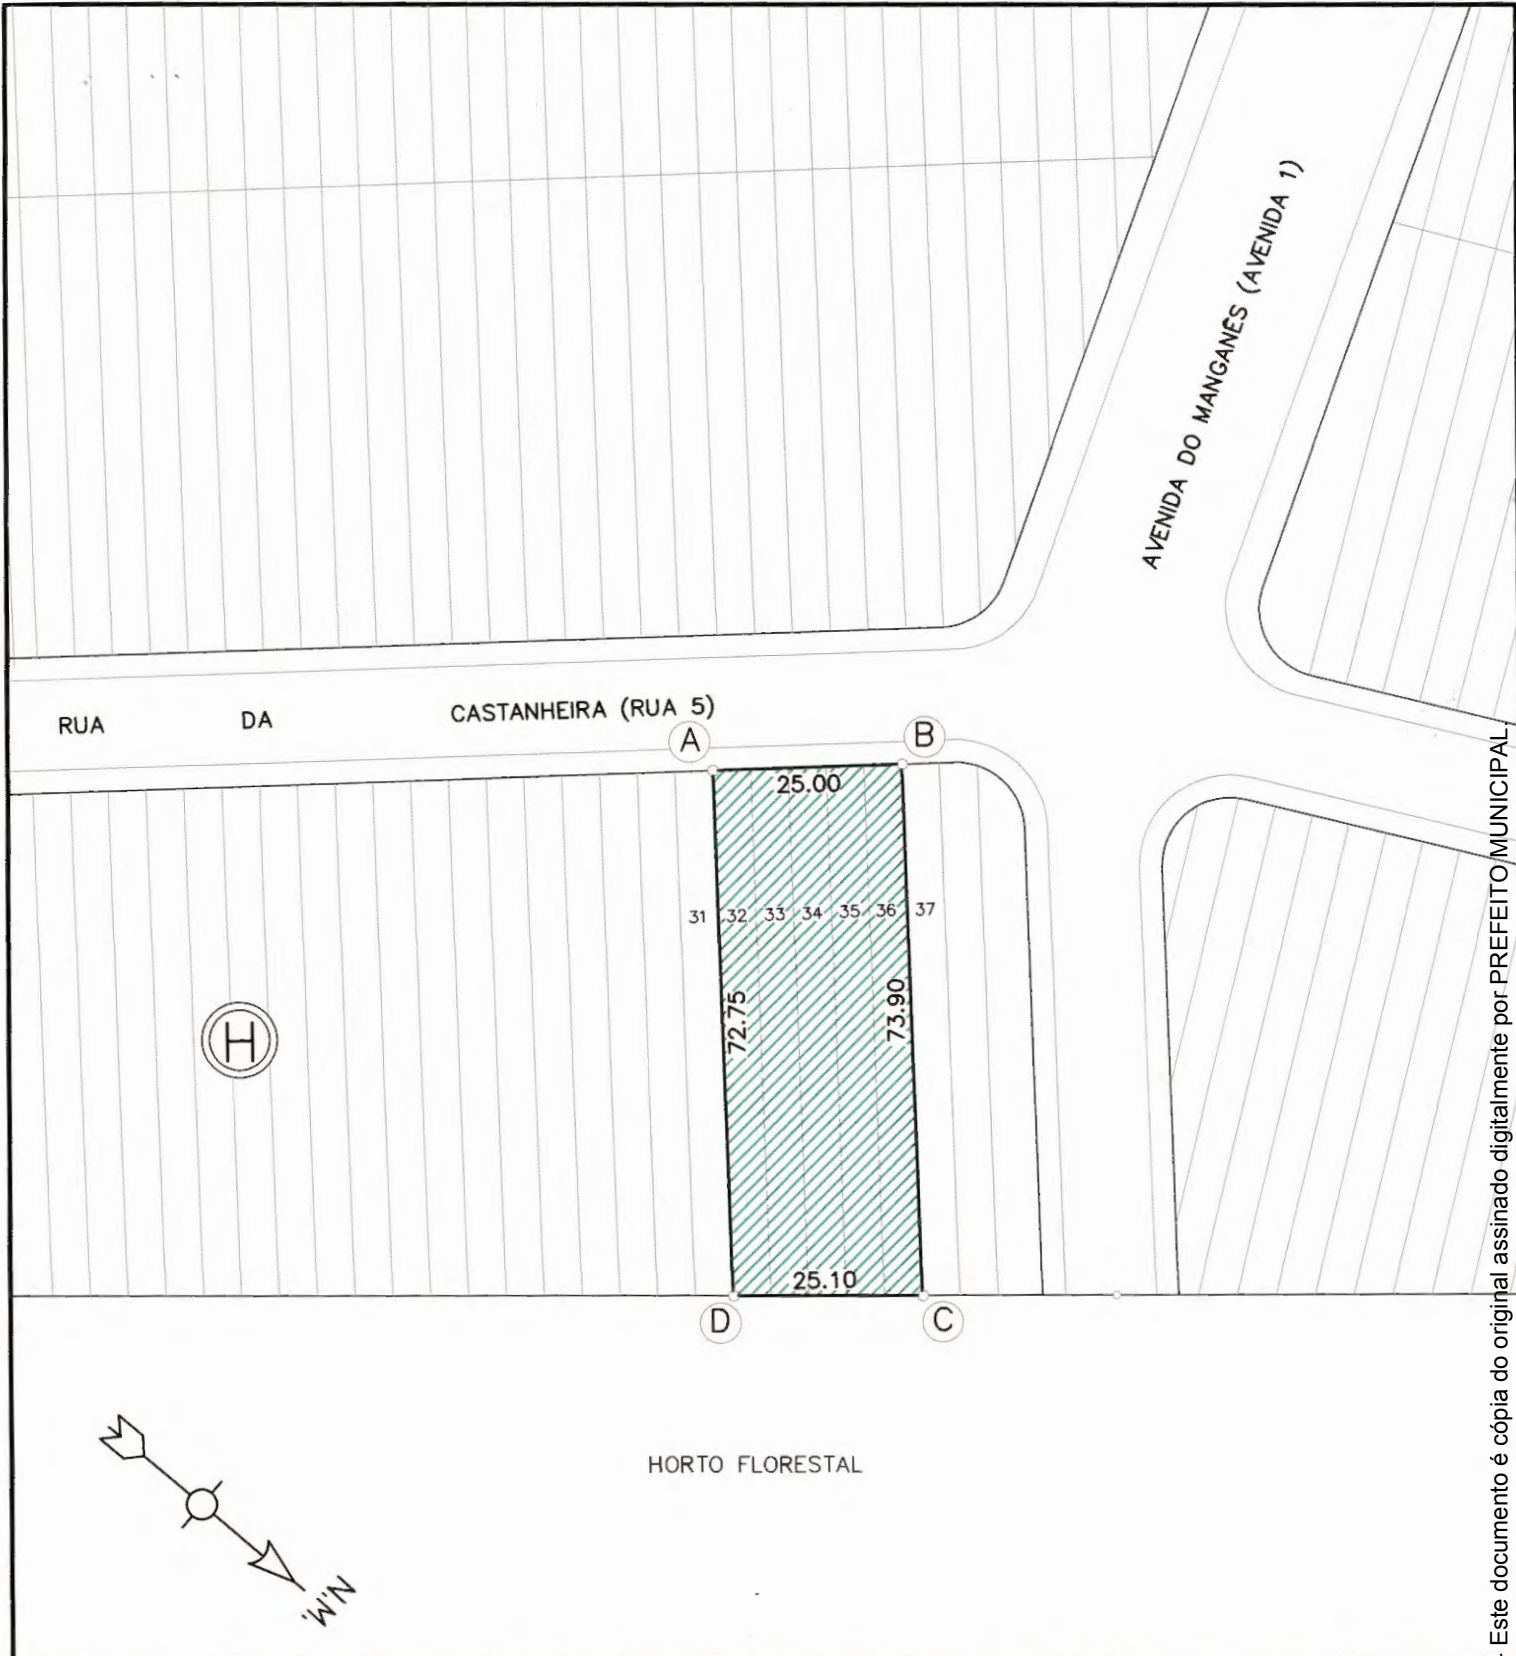 AVENIDA DO MANGANÊS (AVENIDA 1)
RUA DA CASTANHEIRA (RUA 5)
A
B
25.00
31 32 33 34 35 36 37
72.75
73.90
H
25.10
D
C
HORTO FLORESTAL
N.M.
- Este documento é cópia do original assinado digitalmente por PREFEITO MUNICIPAL.